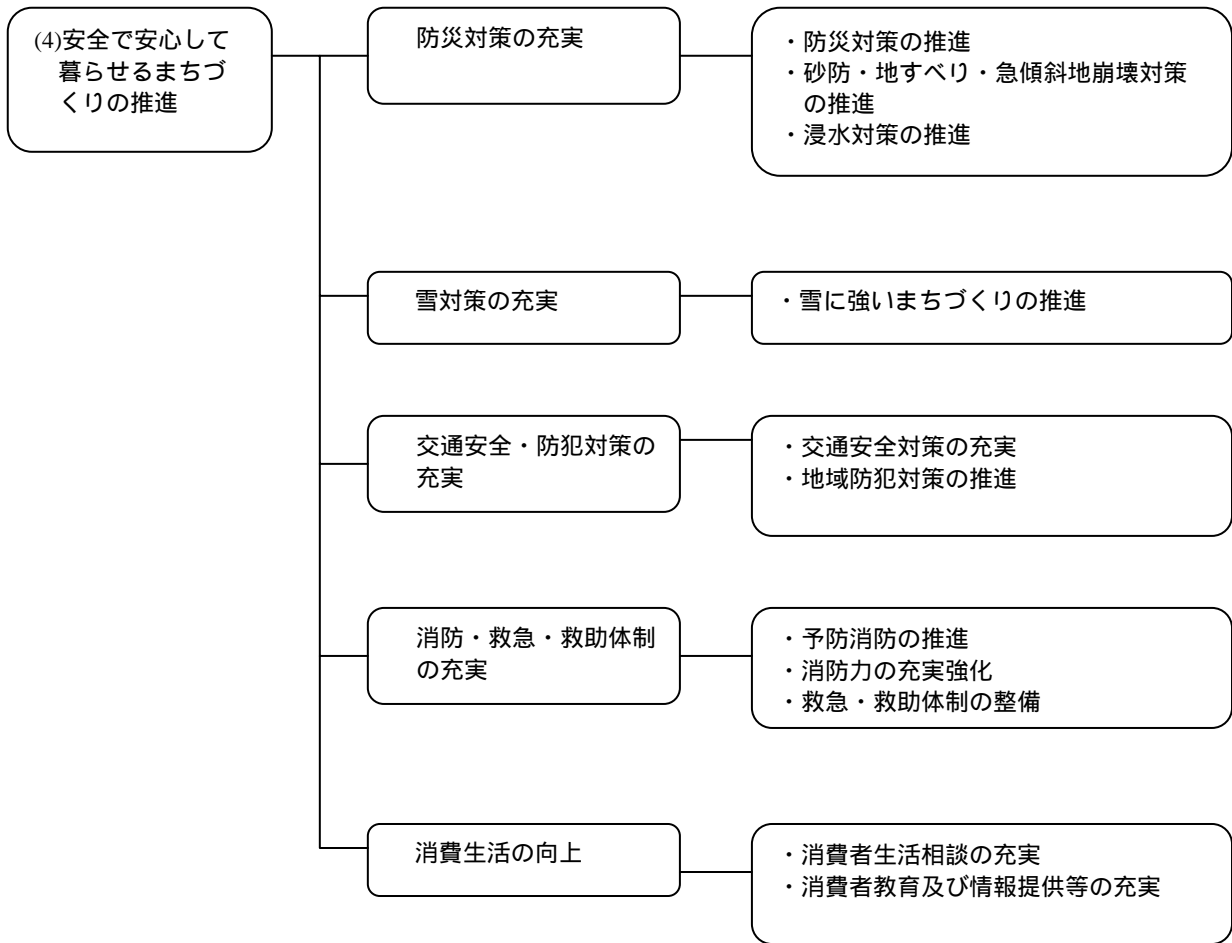 (4)安全で安心して
暮らせるまちづ
くりの推進
防災対策の充実
・防災対策の推進
・砂防・地すべり・急傾斜地崩壊対策
の推進
・浸水対策の推進
雪対策の充実
・雪に強いまちづくりの推進
交通安全・防犯対策の
充実
・交通安全対策の充実
・地域防犯対策の推進
消防・救急・救助体制
の充実
・予防消防の推進
・消防力の充実強化
・救急・救助体制の整備
消費生活の向上
・消費者生活相談の充実
・消費者教育及び情報提供等の充実